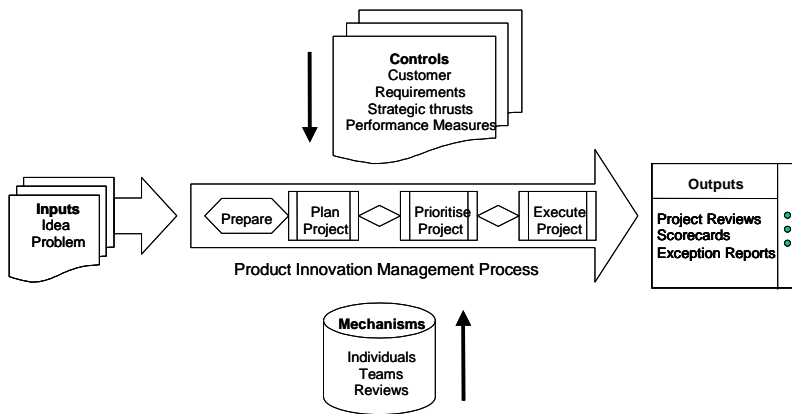 Controls
Customer
Requirements
Strategic thrusts
Performance Measures
Inputs
Idea
Problem
Prepare
Plan
Project
Prioritise
Project
Execute
Project
Product Innovation Management Process
Outputs
Project Reviews
Scorecards
Exception Reports
Mechanisms
Individuals
Teams
Reviews